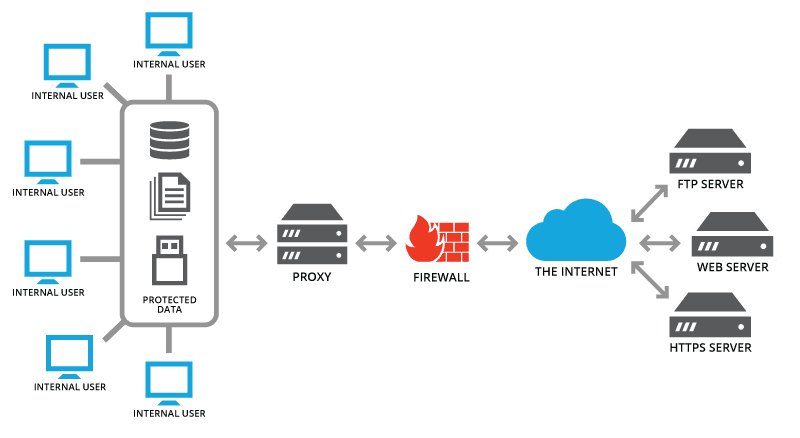 INTERNAL USER
INTERNAL USER
INTERNAL USER
INTERNAL USER
INTERNAL USER
INTERNAL USER
PROTECTED
DATA
PROXY
FIREWALL
THE INTERNET
FTP SERVER
WEB SERVER
HTTPS SERVER